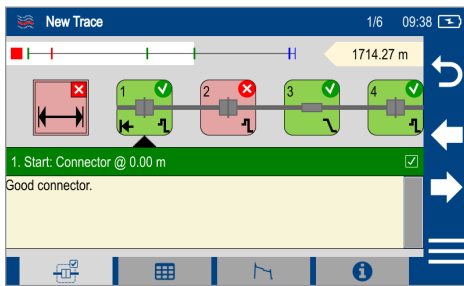 New Trace
1/6
09:38
1714.27 m
1
2
3
4
1. Start: Connector @ 0.00 m
Good connector.